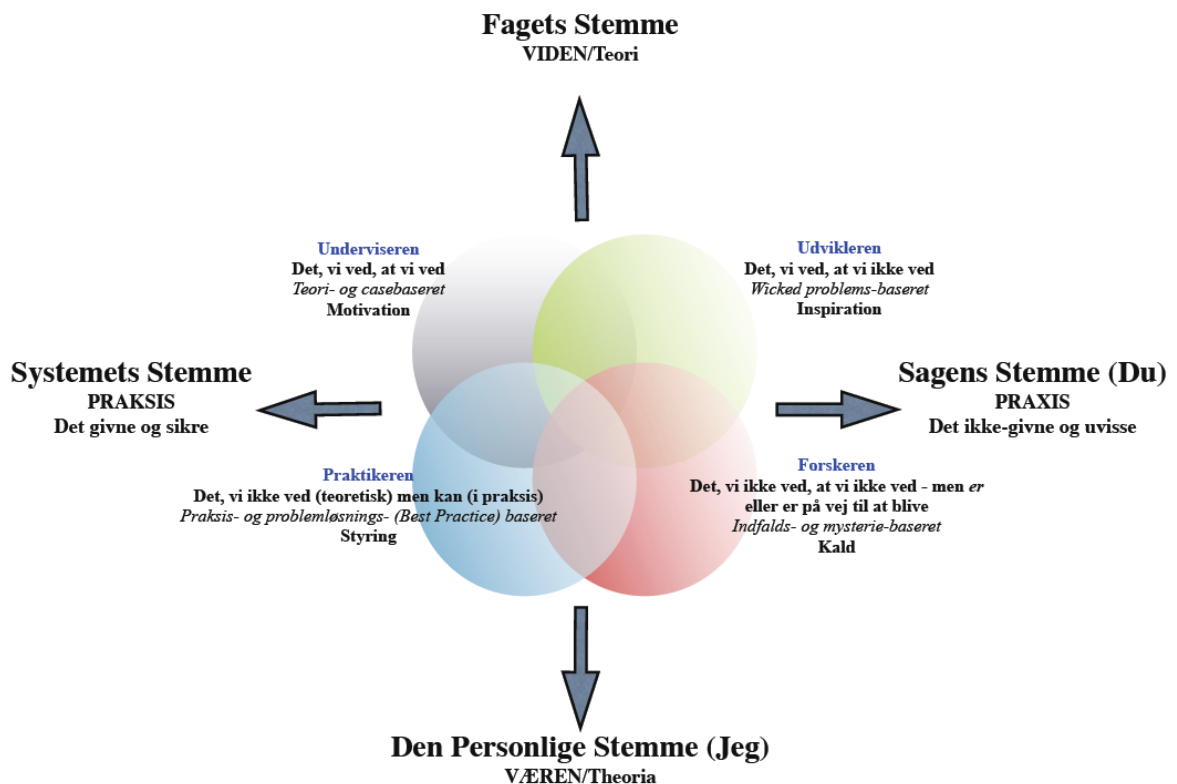 Fagets Stemme
VIDEN/Teori
Underviseren
Det, vi ved, at vi ved
Teori- og casebaseret
Motivation
Udvikleren
Det, vi ved, at vi ikke ved
Wicked problems-baseret
Inspiration
Systemets Stemme
PRAKSIS
Det givne og sikre
Sagens Stemme (Du)
PRAXIS
Det ikke-givne og uvisse
Praktikeren
Det, vi ikke ved (teoretisk) men kan (i praksis)
Praksis- og problemløsnings- (Best Practice) baseret
Styring
Forskeren
Det, vi ikke ved, at vi ikke ved - men er
eller er på vej til at blive
Indfalds- og mysterie-baseret
Kald
Den Personlige Stemme (Jeg)
VÆREN/Theoria